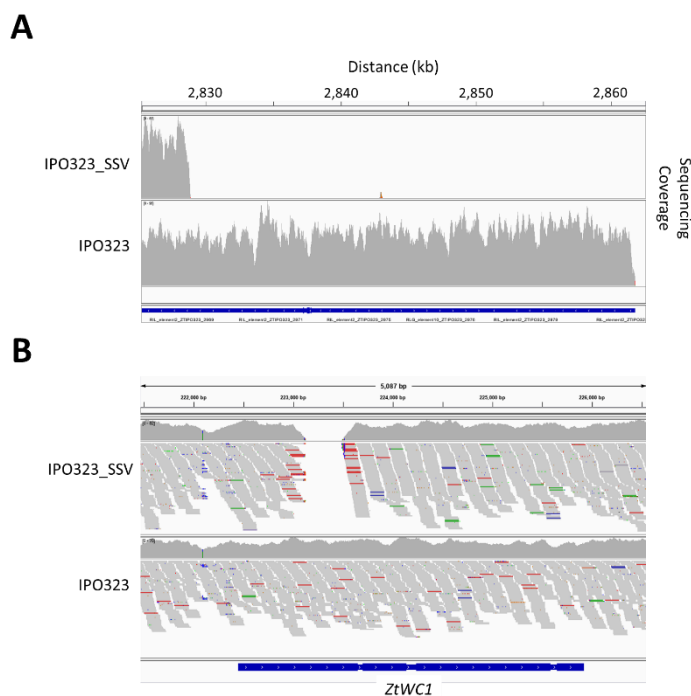 A
Distance (kb)
2,830 2,840 2,850 2,860
IPO323_SSV
Sequencing
Coverage
IPO323
B
5,087 bp
222,000 bp 223,000 bp 224,000 bp 225,000 bp 226,000 bp
IPO323_SSV
IPO323
ZtWC1